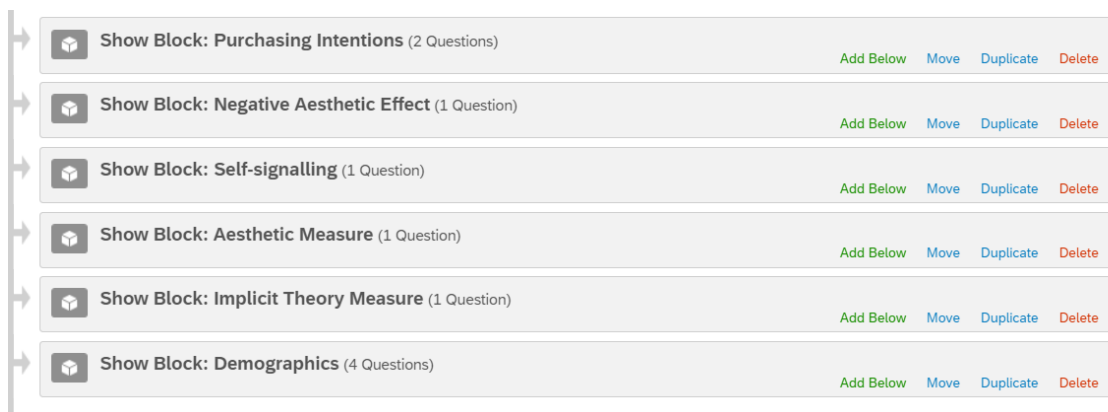 Show Block: Purchasing Intentions (2 Questions)
Add Below Move Duplicate Delete
Show Block: Negative Aesthetic Effect (1 Question)
Add Below Move Duplicate Delete
Show Block: Self-signalling (1 Question)
Add Below Move Duplicate Delete
Show Block: Aesthetic Measure (1 Question)
Add Below Move Duplicate Delete
Show Block: Implicit Theory Measure (1 Question)
Add Below Move Duplicate Delete
Show Block: Demographics (4 Questions)
Add Below Move Duplicate Delete